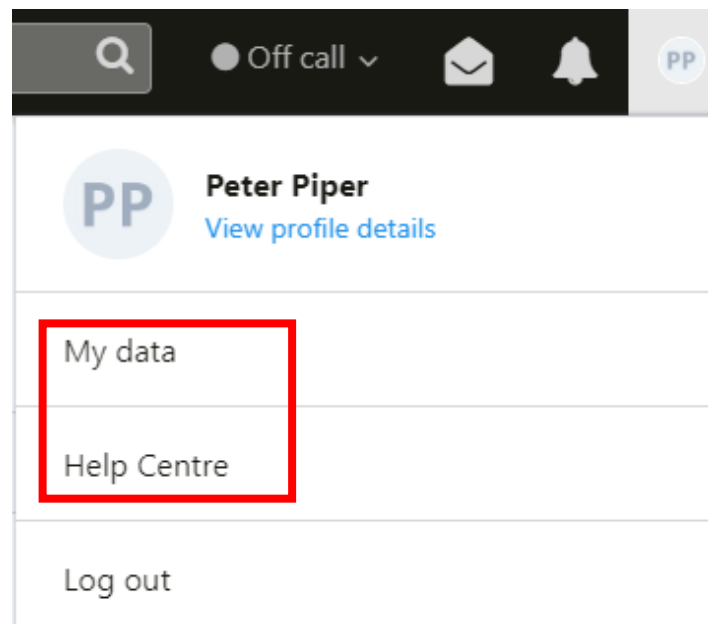 Off call
PP
PP
Peter Piper
View profile details
My data
Help Centre
Log out